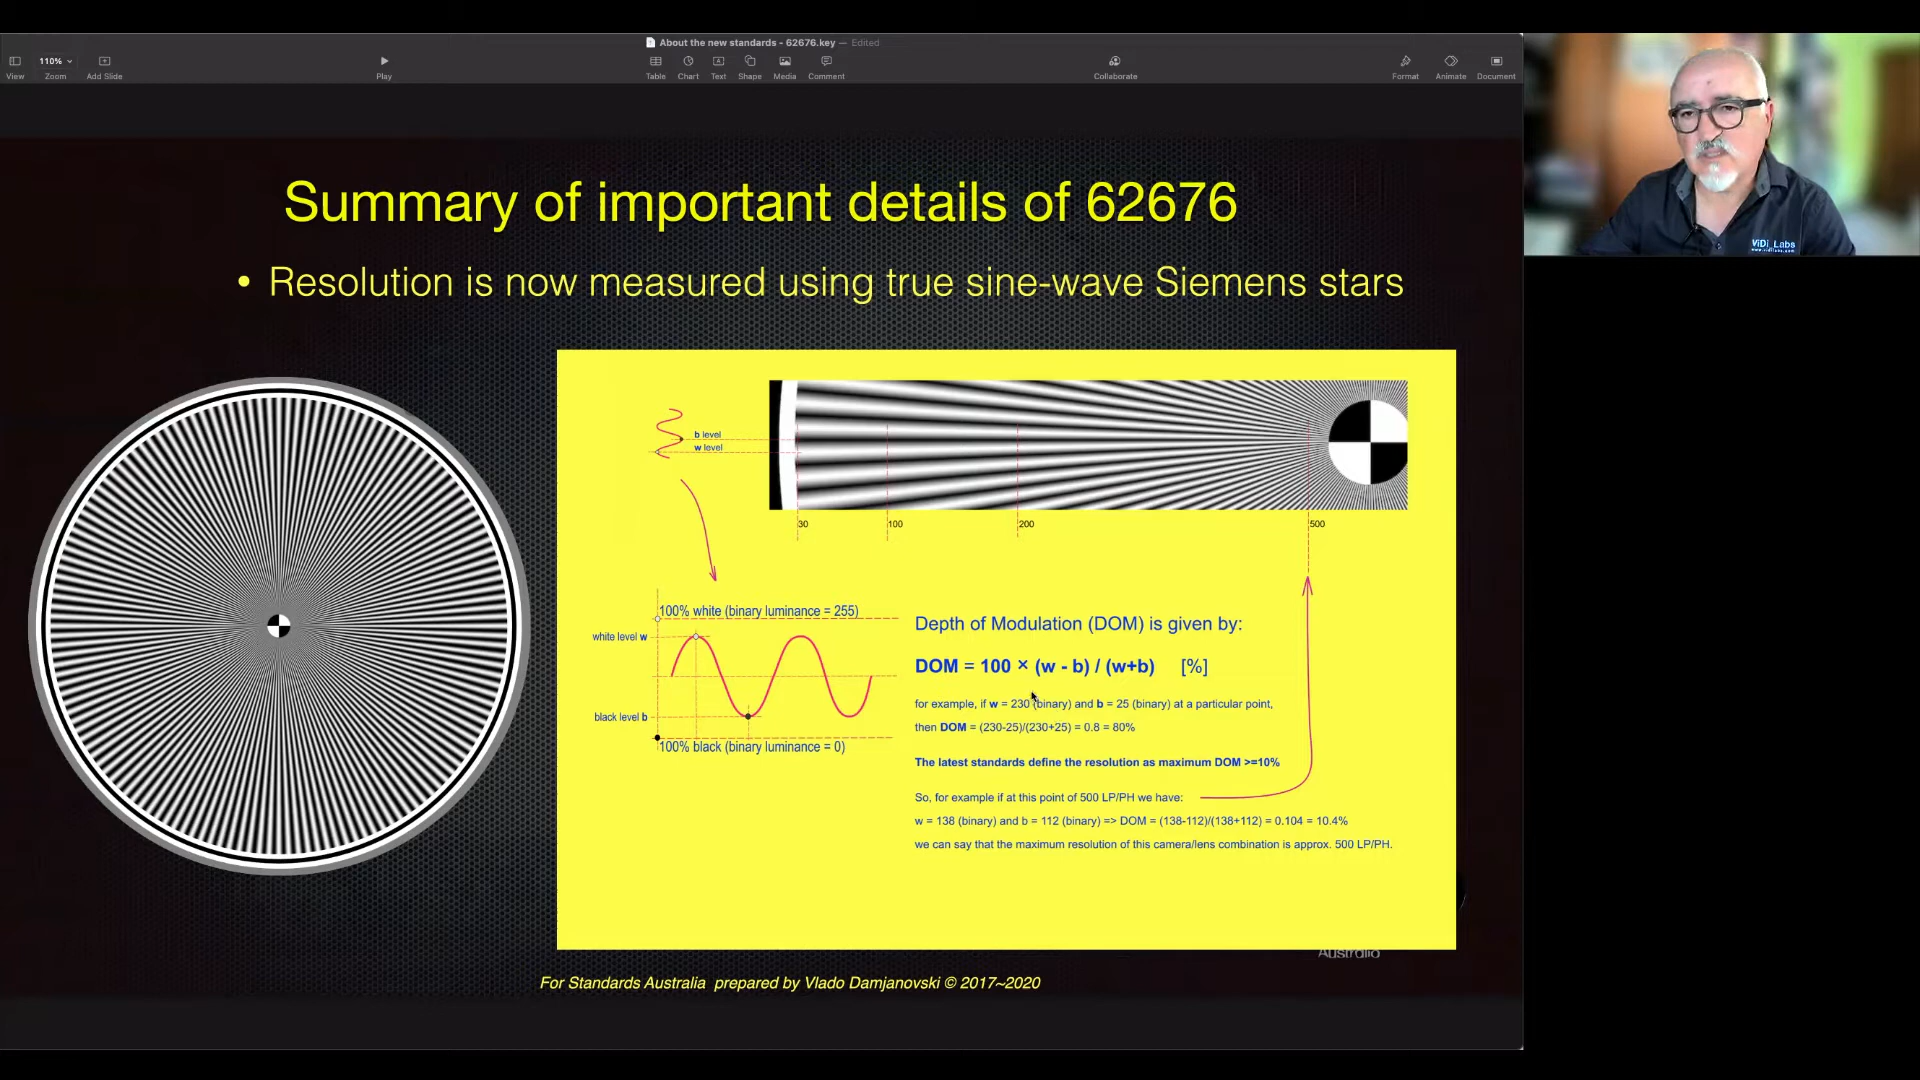 About the new standards - 62676.key — Edited
110%
View
Zoom
Add Slide
Play
Table
Chart
Text
Shape
Media
Comment
Collaborate
Format
Animate
Document
ViDi Labs
www.vidilabs.com
Summary of important details of 62676
• Resolution is now measured using true sine-wave Siemens stars
b level
w level
30
100
200
500
100% white (binary luminance = 255)
white level w
black level b
100% black (binary luminance = 0)
Depth of Modulation (DOM) is given by:
DOM = 100 × (w - b) / (w+b) [%]
for example, if w = 230 (binary) and b = 25 (binary) at a particular point,
then DOM = (230-25)/(230+25) = 0.8 = 80%
The latest standards define the resolution as maximum DOM >=10%
So, for example if at this point of 500 LP/PH we have:
w = 138 (binary) and b = 112 (binary) => DOM = (138-112)/(138+112) = 0.104 = 10.4%
we can say that the maximum resolution of this camera/lens combination is approx. 500 LP/PH.
Australia
For Standards Australia prepared by Vlado Damjanovski © 2017~2020